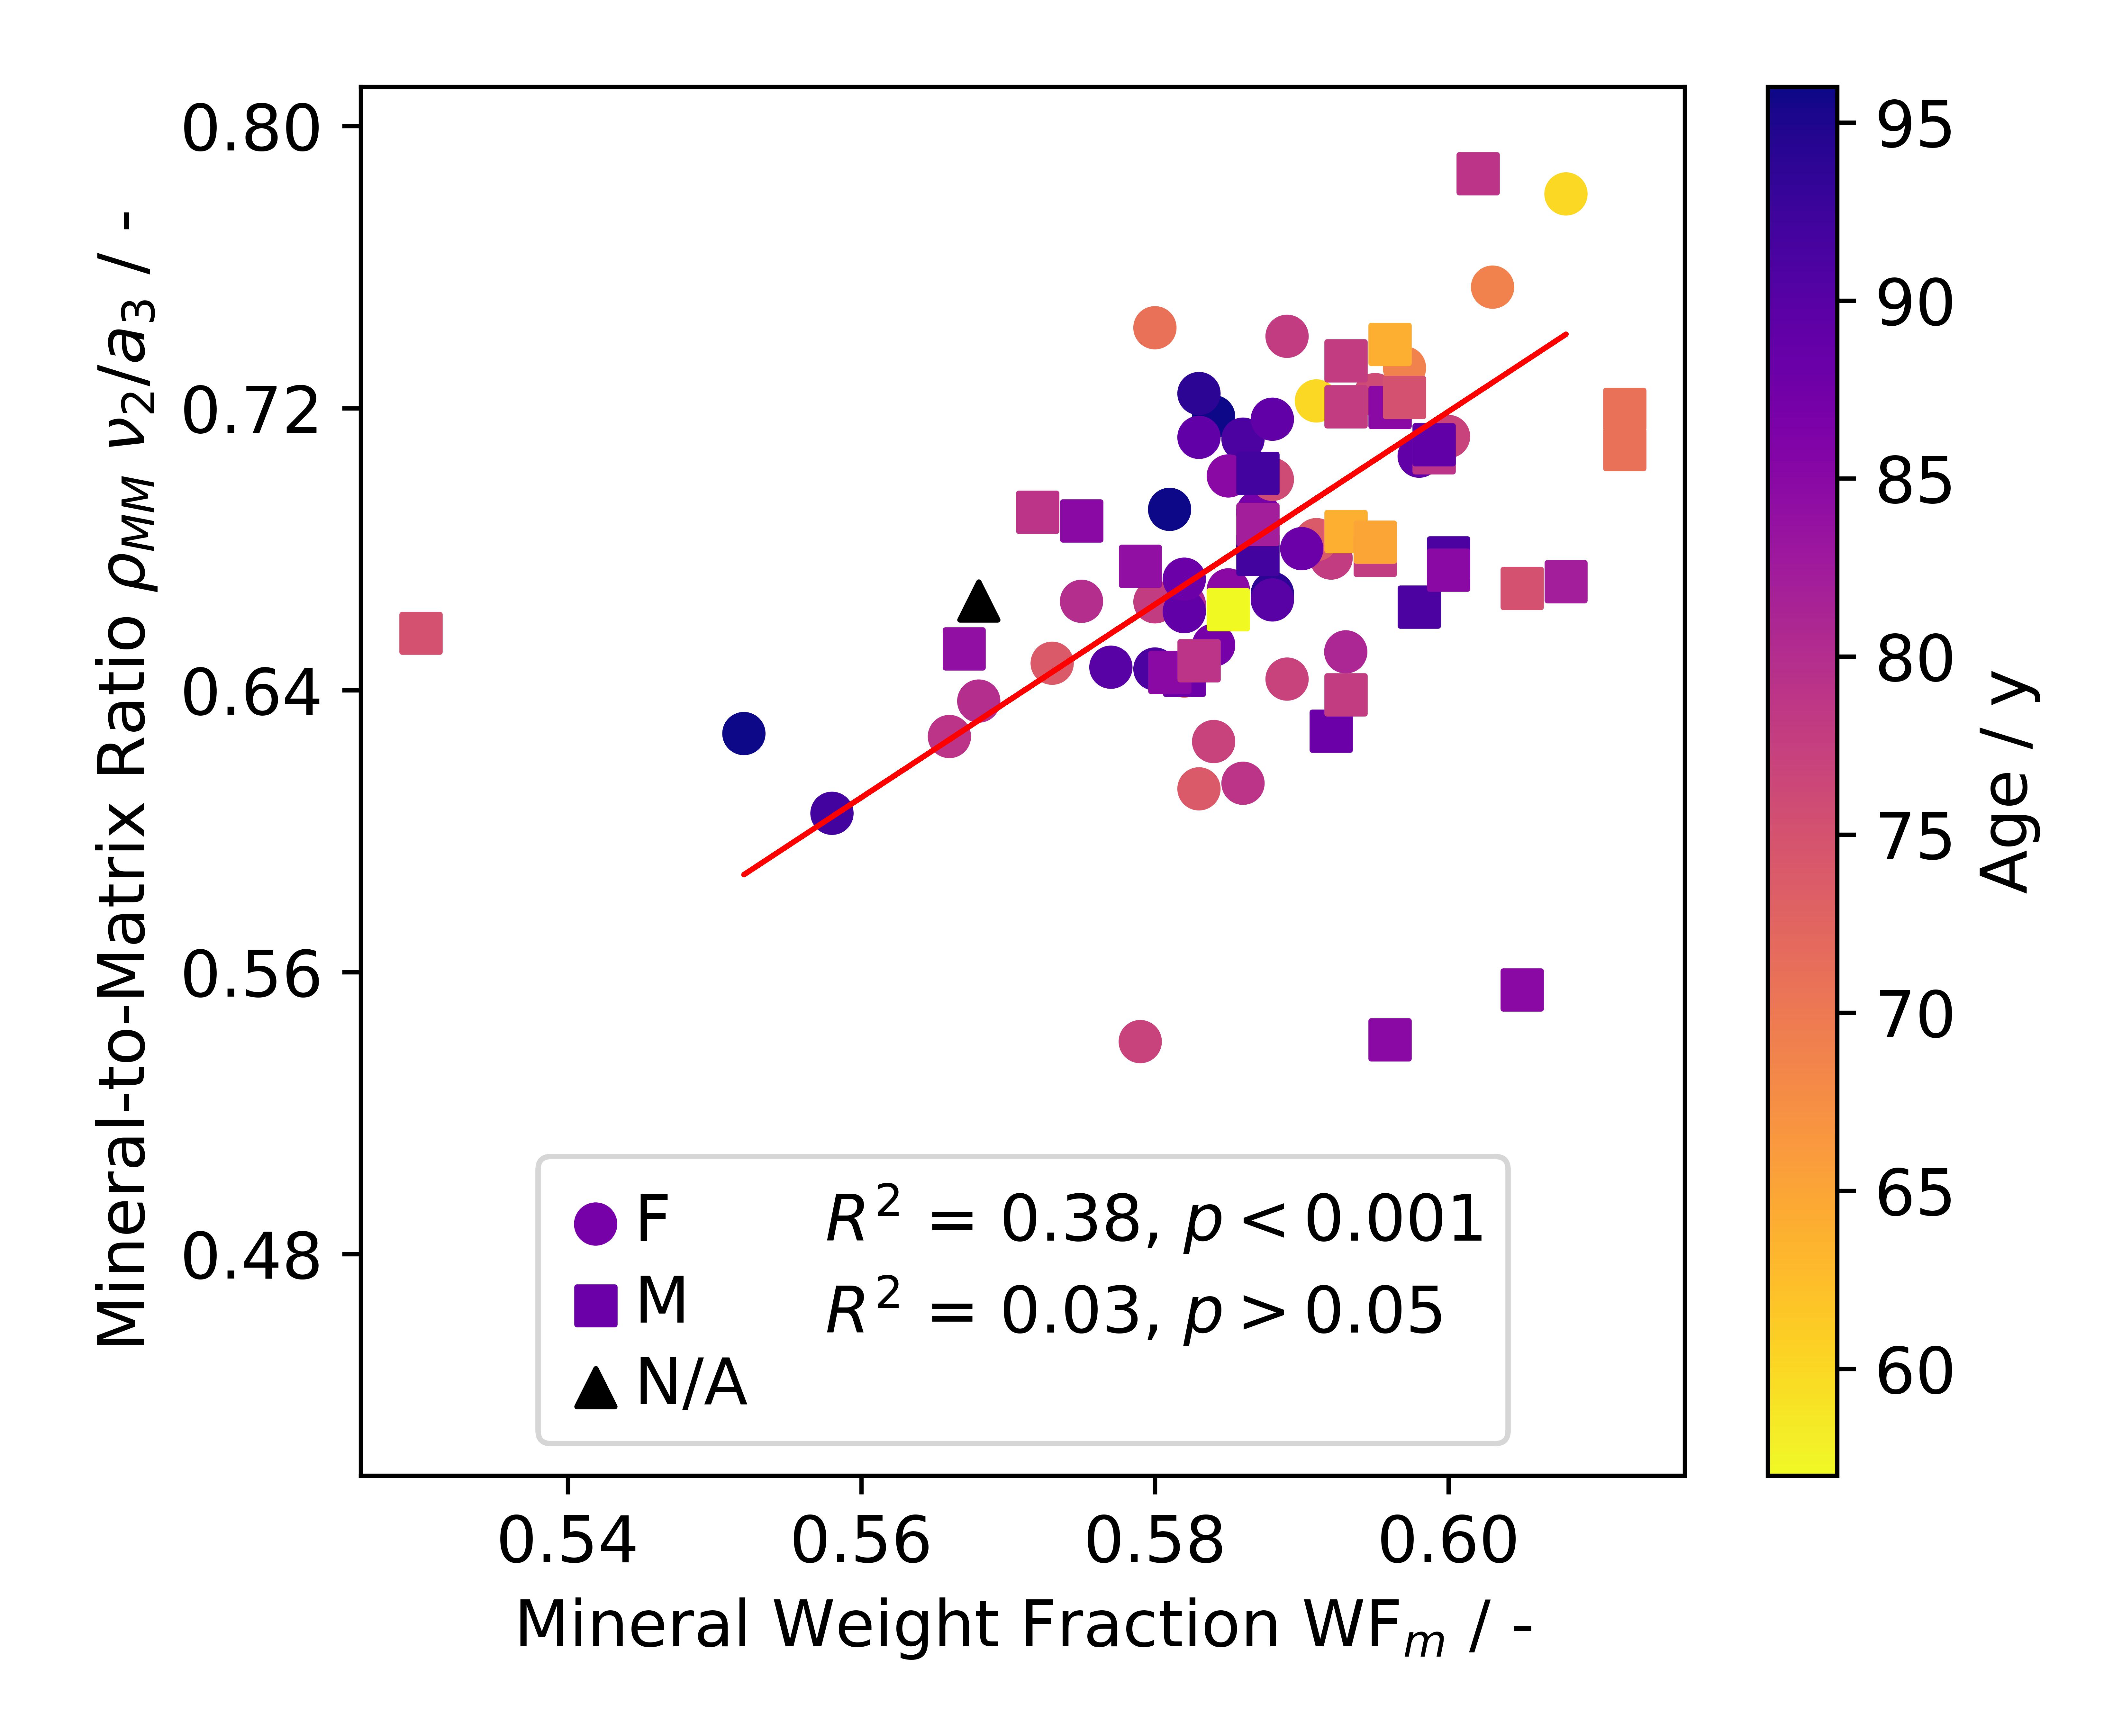 Mineral-to-Matrix Ratio ρMM ν2/a3 / -
0.80
0.72
0.64
0.56
0.48
F R² = 0.38, p < 0.001
M R² = 0.03, p > 0.05
N/A
0.54 0.56 0.58 0.60
Mineral Weight Fraction WFm / -
95
90
85
80
75
70
65
60
Age / y